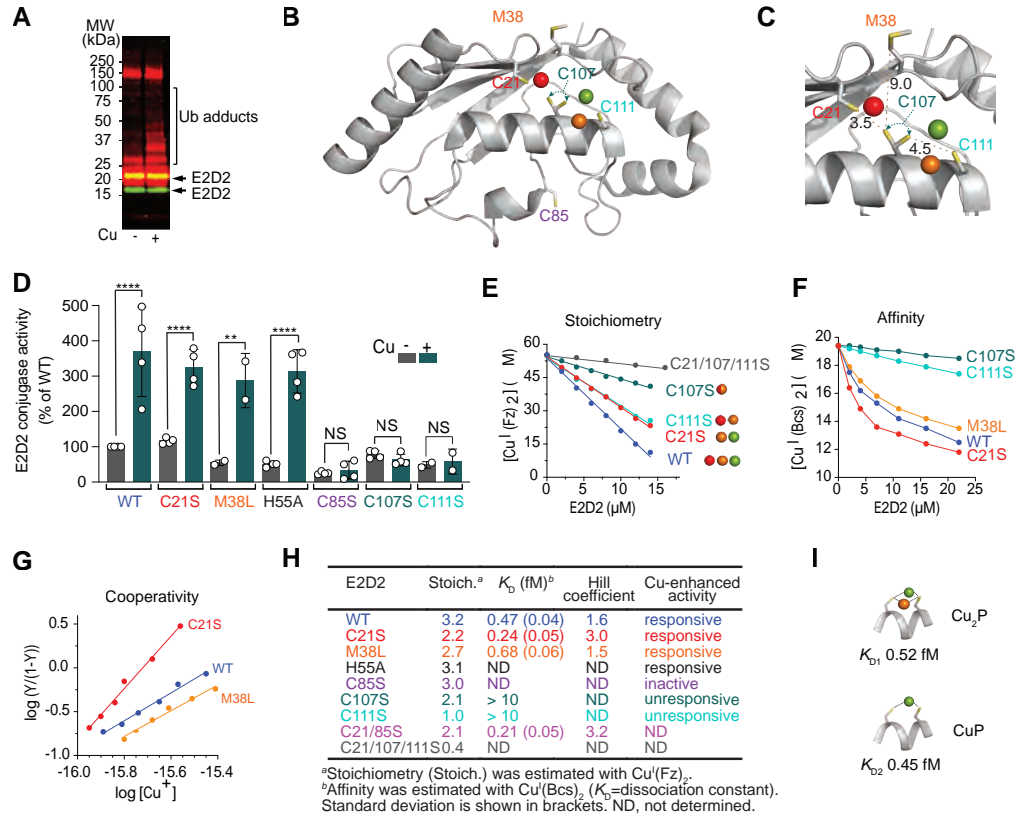 A
MW
(kDa)
250
150
100
75
50
37
25
20
15
Ub adducts
E2D2
E2D2
Cu - +
B
M38
C21
C107
C111
C85
C
M38
9.0
C21
C107
3.5
4.5
C111
D
E2D2 conjugase activity
(% of WT)
500
400
300
200
100
0
****
****
**
****
NS
NS
NS
Cu - +
WT C21S M38L H55A C85S C107S C111S
E
Stoichiometry
[Cuᴵ (Fz) 2 ] ( M)
60
45
30
15
0
C21/107/111S
C107S
C111S
C21S
WT
0 5 10 15
E2D2 (µM)
F
Affinity
[Cuᴵ (Bcs) 2 ] ( M)
20
18
16
14
12
10
C107S
C111S
M38L
WT
C21S
0 5 10 15 20 25
E2D2 (µM)
G
Cooperativity
log (Y/(1-Y))
0.5
0.0
-0.5
-1.0
C21S
WT
M38L
-16.0 -15.8 -15.6 -15.4
log [Cu⁺]
H
E2D2 Stoich.ᵃ K_D (fM)ᵇ Hill coefficient Cu-enhanced activity
WT 3.2 0.47 (0.04) 1.6 responsive
C21S 2.2 0.24 (0.05) 3.0 responsive
M38L 2.7 0.68 (0.06) 1.5 responsive
H55A 3.1 ND ND responsive
C85S 3.0 ND ND inactive
C107S 2.1 > 10 ND unresponsive
C111S 1.0 > 10 ND unresponsive
C21/85S 2.1 0.21 (0.05) 3.2 ND
C21/107/111S 0.4 ND ND ND
ᵃStoichiometry (Stoich.) was estimated with Cuᴵ(Fz)₂.
ᵇAffinity was estimated with Cuᴵ(Bcs)₂ (K_D=dissociation constant).
Standard deviation is shown in brackets. ND, not determined.
I
Cu₂P
K_D1 0.52 fM
CuP
K_D2 0.45 fM